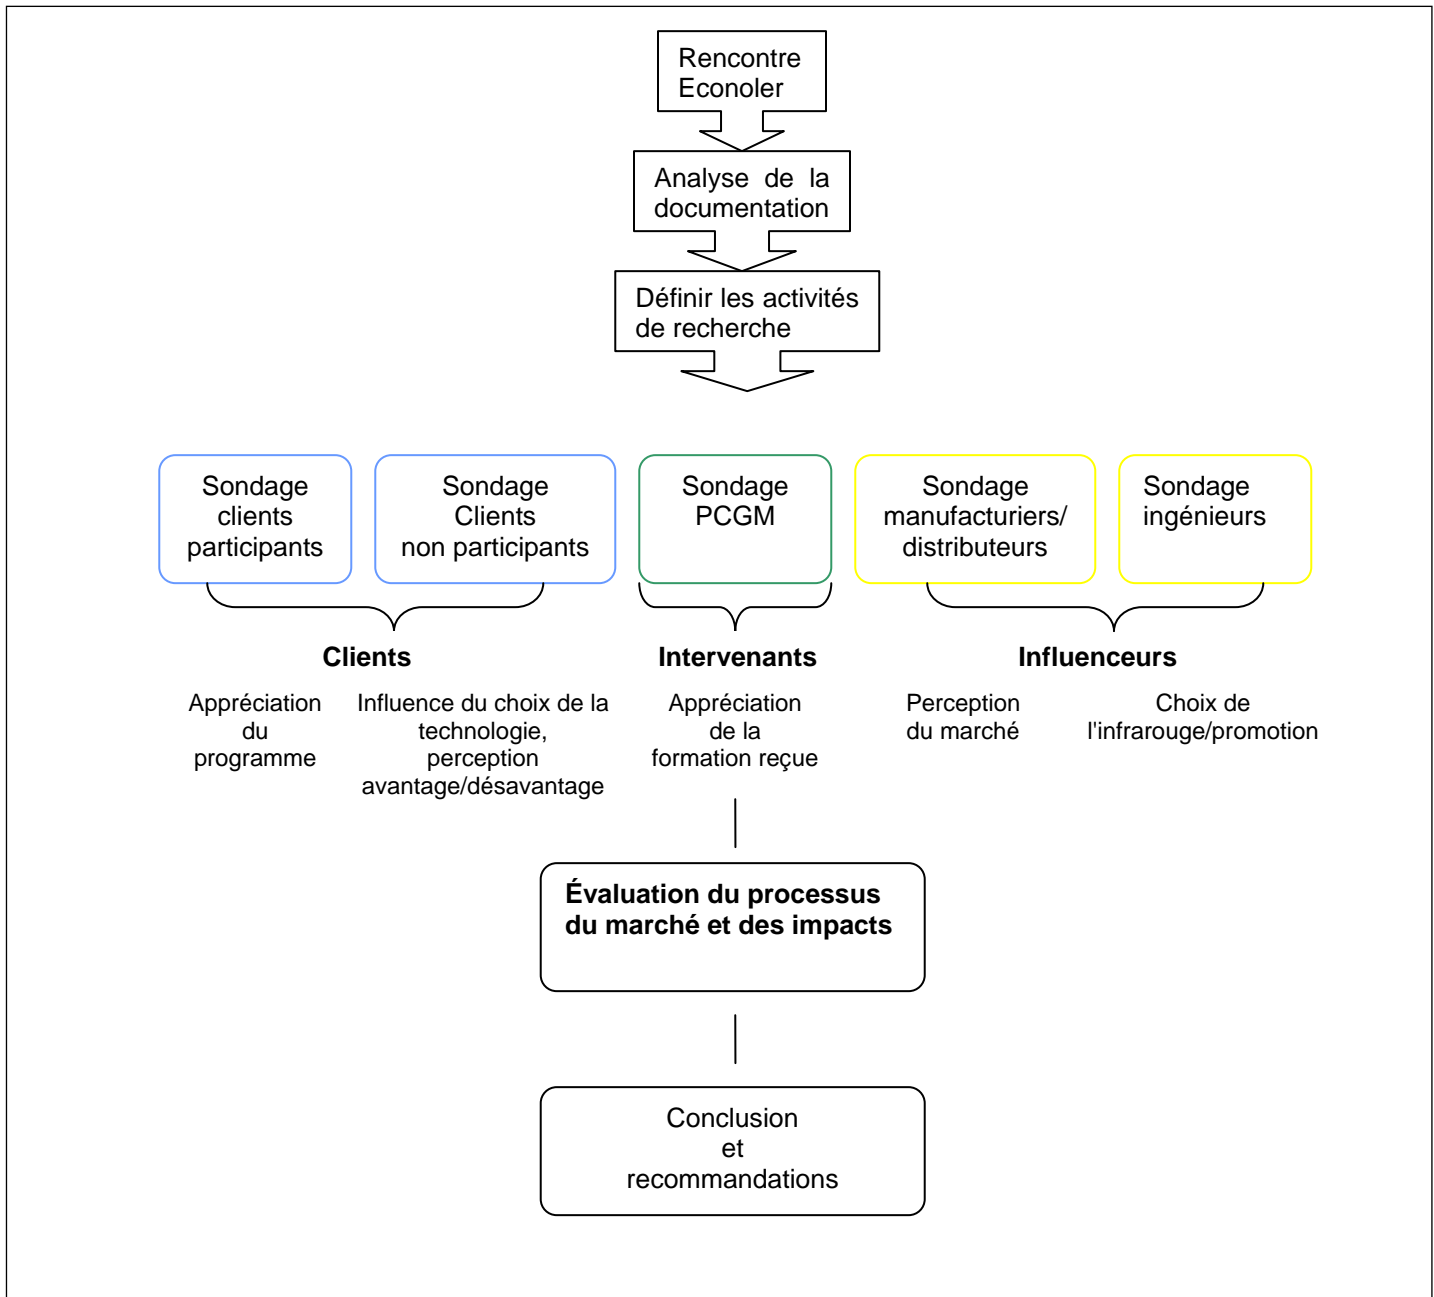 Rencontre
Econoler
Analyse de la
documentation
Définir les activités
de recherche
Sondage
clients
participants
Sondage
Clients
non participants
Sondage
PCGM
Sondage
manufacturiers/
distributeurs
Sondage
ingénieurs
Clients
Intervenants
Influenceurs
Appréciation
du
programme
Influence du choix de la
technologie,
perception
avantage/désavantage
Appréciation
de la
formation reçue
Perception
du marché
Choix de
l'infrarouge/promotion
Évaluation du processus
du marché et des impacts
Conclusion
et
recommandations